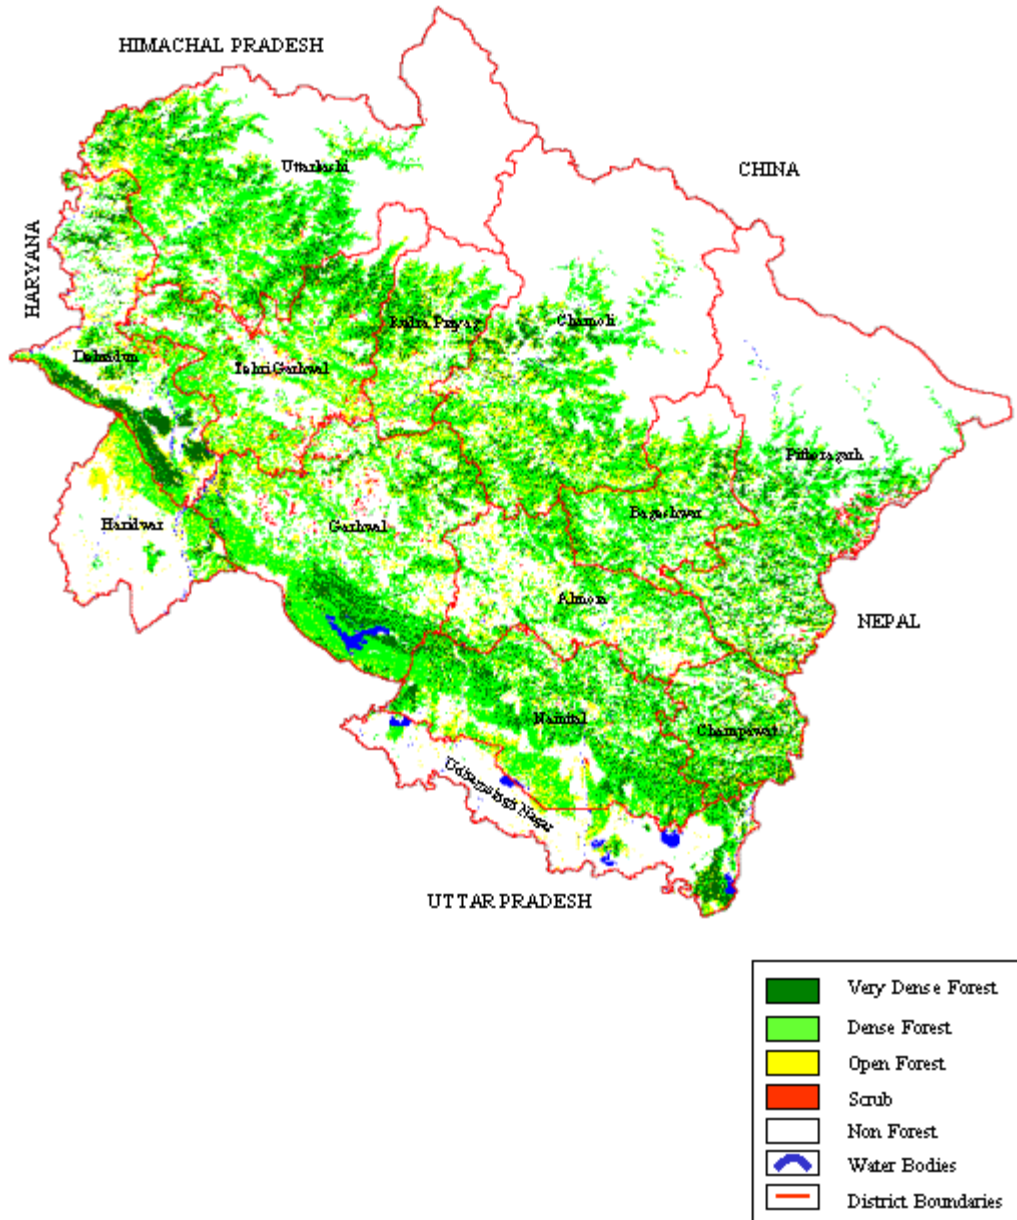 HIMACHAL PRADESH
CHINA
Uttarkashi
HARYANA
Rudra Priyag
Chamoli
Dehradun
Tehri Garhwal
Pithoragarh
Haridwar
Garhwal
Bageshwar
Almora
NEPAL
Nainital
Champawat
Udhamsingh Nagar
UTTAR PRADESH
Very Dense Forest
Dense Forest
Open Forest
Scrub
Non Forest
Water Bodies
District Boundaries